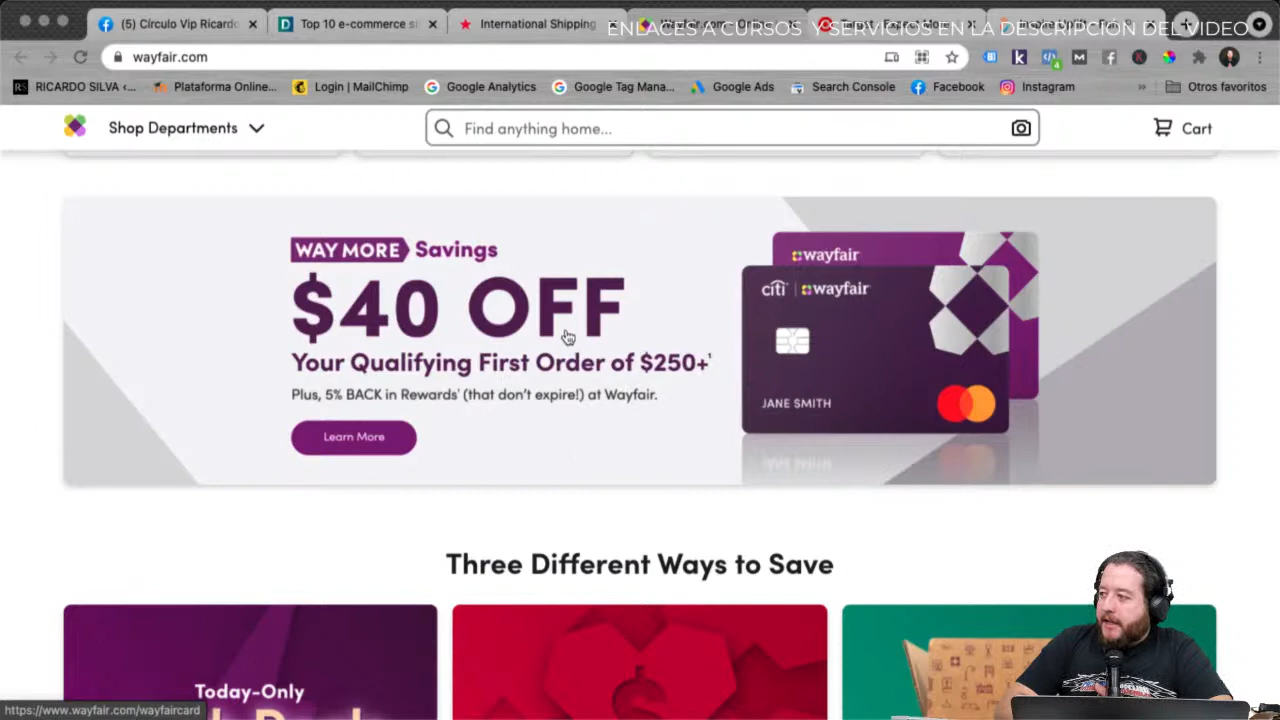 (5) Círculo Vip Ricardo
Top 10 e-commerce si
International Shipping
ENLACES A CURSOS Y SERVICIOS EN LA DESCRIPCIÓN DEL VIDEO
wayfair.com
RICARDO SILVA ‹...
Plataforma Online...
Login | MailChimp
Google Analytics
Google Tag Mana...
Google Ads
Search Console
Facebook
Instagram
»
Otros favoritos
Shop Departments
Find anything home...
Cart
WAY MORE Savings
$40 OFF
Your Qualifying First Order of $250+¹
Plus, 5% BACK in Rewards¹ (that don't expire!) at Wayfair.
Learn More
wayfair
citi | wayfair
JANE SMITH
Three Different Ways to Save
Today-Only
https://www.wayfair.com/wayfaircard